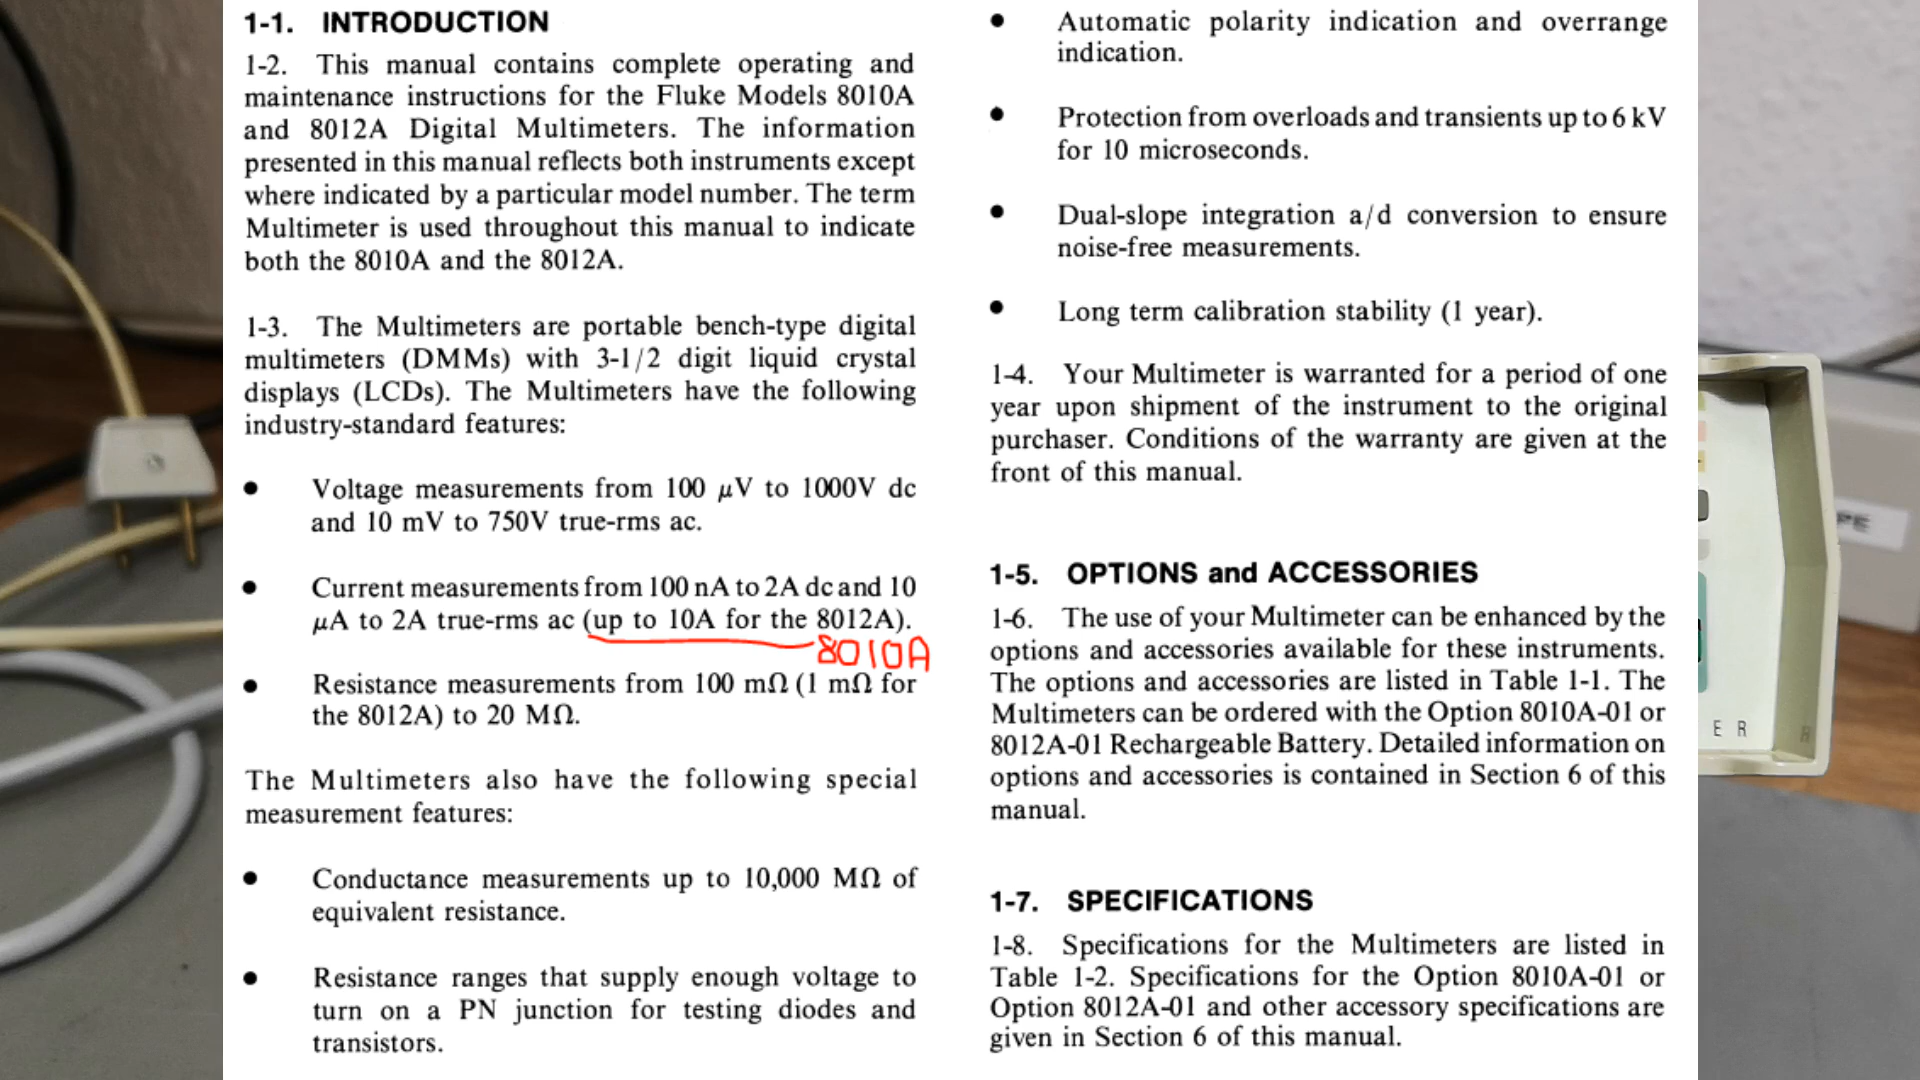 1-1. INTRODUCTION
1-2. This manual contains complete operating and
maintenance instructions for the Fluke Models 8010A
and 8012A Digital Multimeters. The information
presented in this manual reflects both instruments except
where indicated by a particular model number. The term
Multimeter is used throughout this manual to indicate
both the 8010A and the 8012A.
1-3. The Multimeters are portable bench-type digital
multimeters (DMMs) with 3-1/2 digit liquid crystal
displays (LCDs). The Multimeters have the following
industry-standard features:
● Voltage measurements from 100 μV to 1000V dc
and 10 mV to 750V true-rms ac.
● Current measurements from 100 nA to 2A dc and 10
μA to 2A true-rms ac (up to 10A for the 8012A).
8010A
● Resistance measurements from 100 mΩ (1 mΩ for
the 8012A) to 20 MΩ.
The Multimeters also have the following special
measurement features:
● Conductance measurements up to 10,000 MΩ of
equivalent resistance.
● Resistance ranges that supply enough voltage to
turn on a PN junction for testing diodes and
transistors.
● Automatic polarity indication and overrange
indication.
● Protection from overloads and transients up to 6 kV
for 10 microseconds.
● Dual-slope integration a/d conversion to ensure
noise-free measurements.
● Long term calibration stability (1 year).
1-4. Your Multimeter is warranted for a period of one
year upon shipment of the instrument to the original
purchaser. Conditions of the warranty are given at the
front of this manual.
1-5. OPTIONS and ACCESSORIES
1-6. The use of your Multimeter can be enhanced by the
options and accessories available for these instruments.
The options and accessories are listed in Table 1-1. The
Multimeters can be ordered with the Option 8010A-01 or
8012A-01 Rechargeable Battery. Detailed information on
options and accessories is contained in Section 6 of this
manual.
1-7. SPECIFICATIONS
1-8. Specifications for the Multimeters are listed in
Table 1-2. Specifications for the Option 8010A-01 or
Option 8012A-01 and other accessory specifications are
given in Section 6 of this manual.
PE
E R